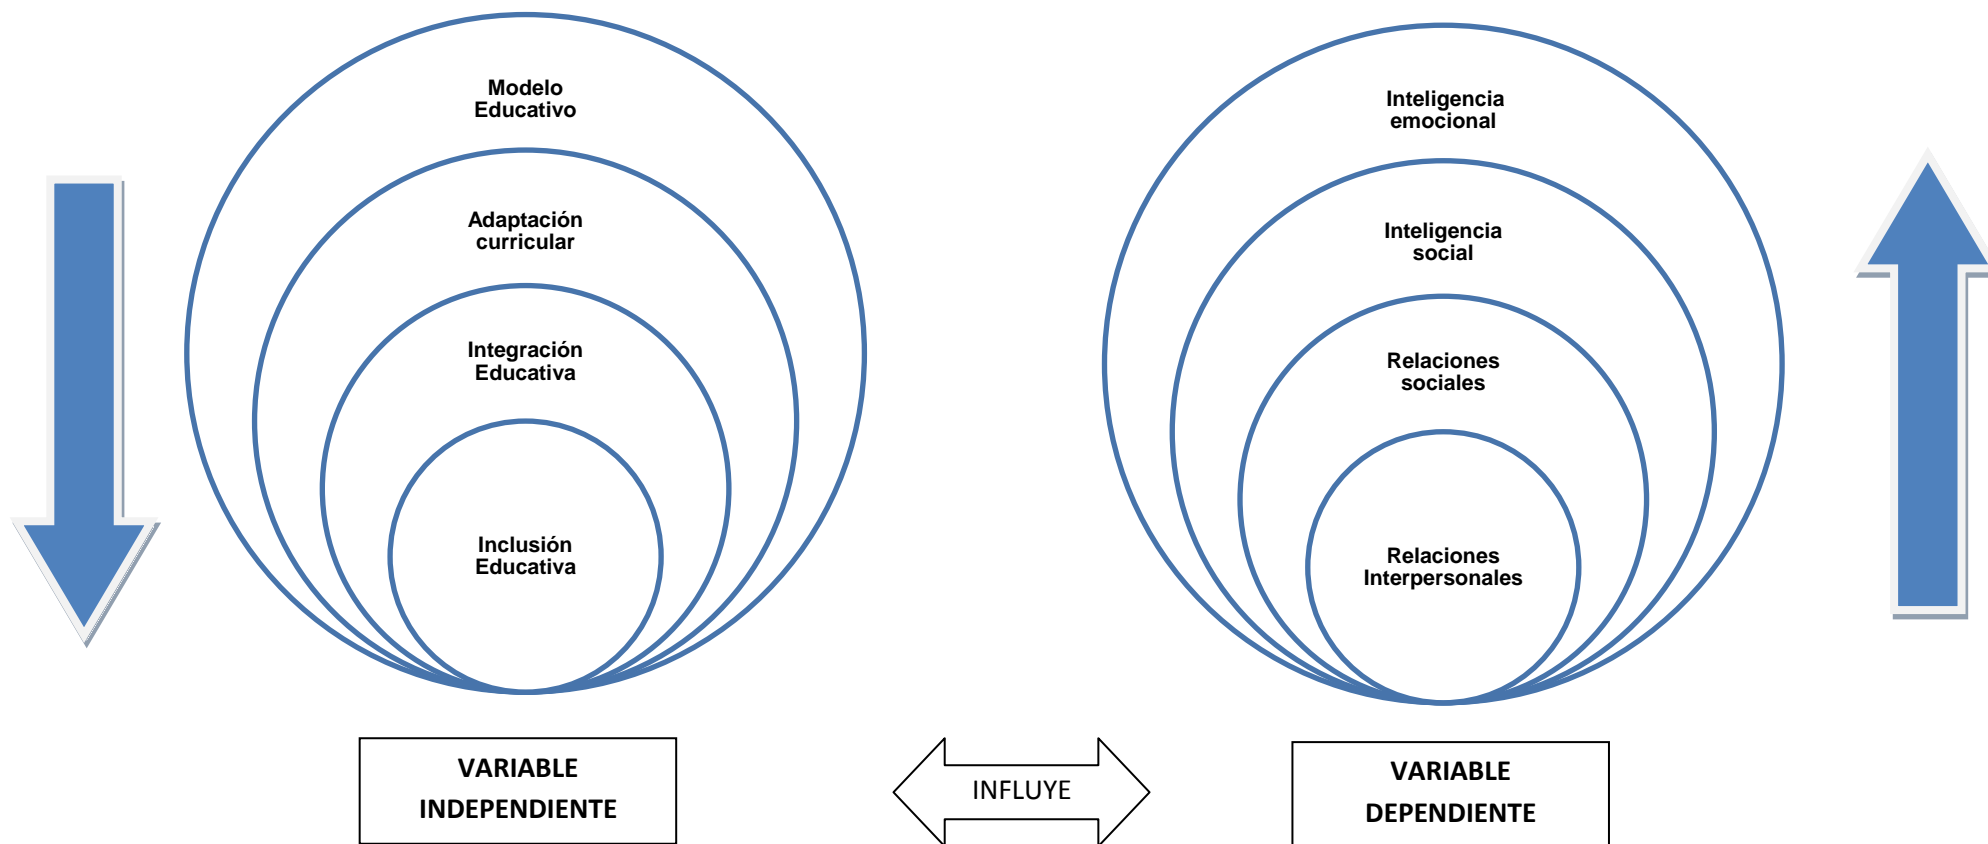 Modelo
Educativo
Adaptación
curricular
Integración
Educativa
Inclusión
Educativa
VARIABLE
INDEPENDIENTE
INFLUYE
Inteligencia
emocional
Inteligencia
social
Relaciones
sociales
Relaciones
Interpersonales
VARIABLE
DEPENDIENTE